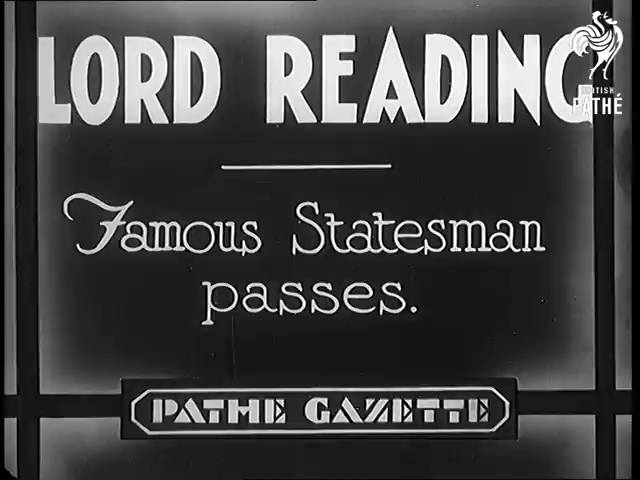 LORD READING
BRITISH
PATHÉ
Famous Statesman
passes.
PATHE GAZETTE